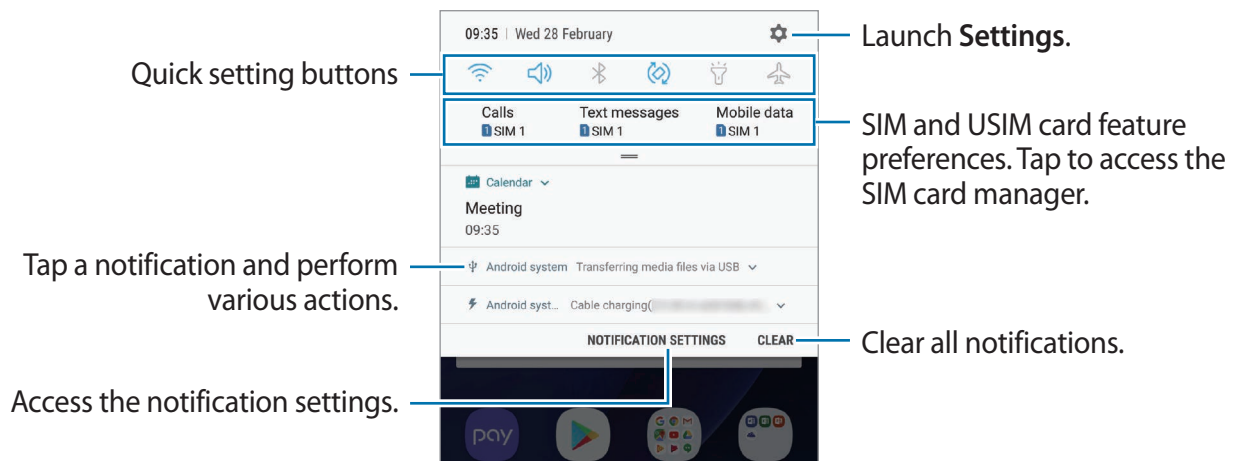 09:35 | Wed 28 February
Launch Settings.
Quick setting buttons
Calls Text messages Mobile data
1 SIM 1 1 SIM 1 1 SIM 1
SIM and USIM card feature
preferences. Tap to access the
SIM card manager.
Calendar
Meeting
09:35
Tap a notification and perform
various actions.
Android system Transferring media files via USB
Android syst... Cable charging(
NOTIFICATION SETTINGS CLEAR
Clear all notifications.
Access the notification settings.
pay